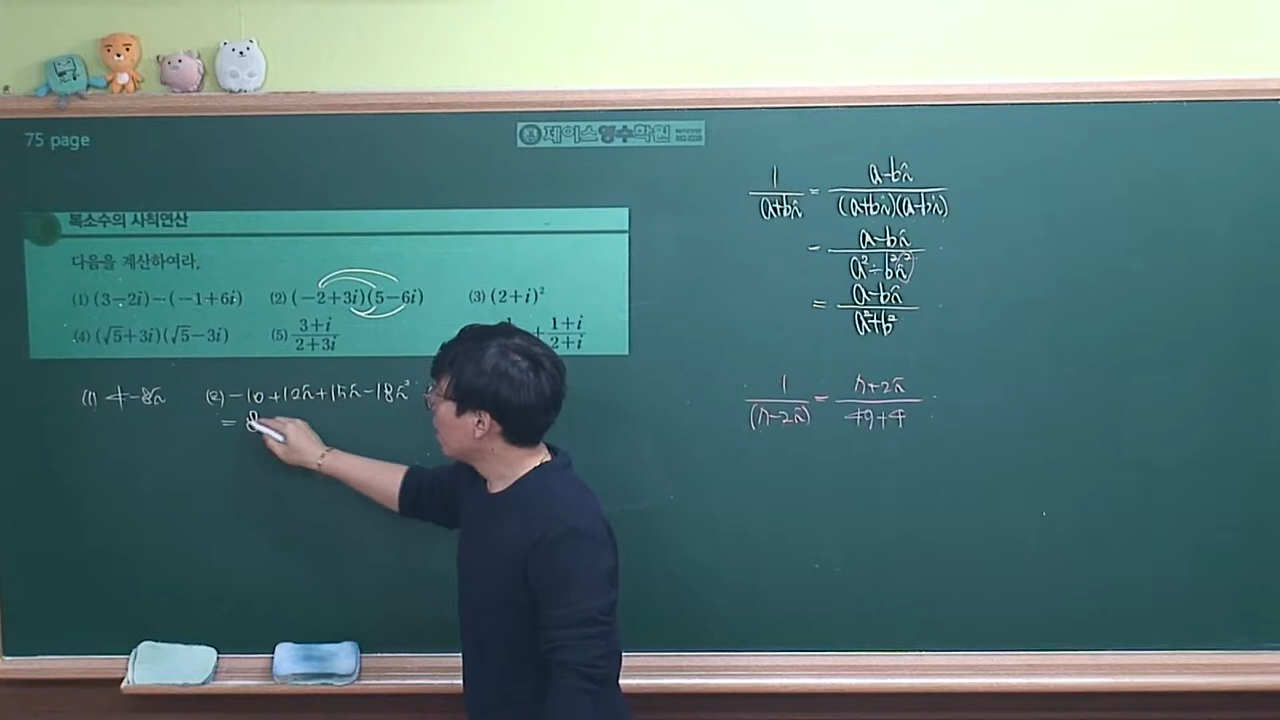 75 page
제이스영수학원
복소수의 사칙연산
다음을 계산하여라.
(1) (3-2i)-(-1+6i) (2) (-2+3i)(5-6i) (3) (2+i)²
(4) (√5+3i)(√5-3i) (5) (3+i)/(2+3i) + (1+i)/(2+i)
(1) 4-8i (2) -10+12i+15i-18i²
= 8
1/(a+bi) = (a-bi)/((a+bi)(a-bi))
= (a-bi)/(a²-b²i²)
= (a-bi)/(a²+b²)
1/(7-2i) = (7+2i)/(49+4)